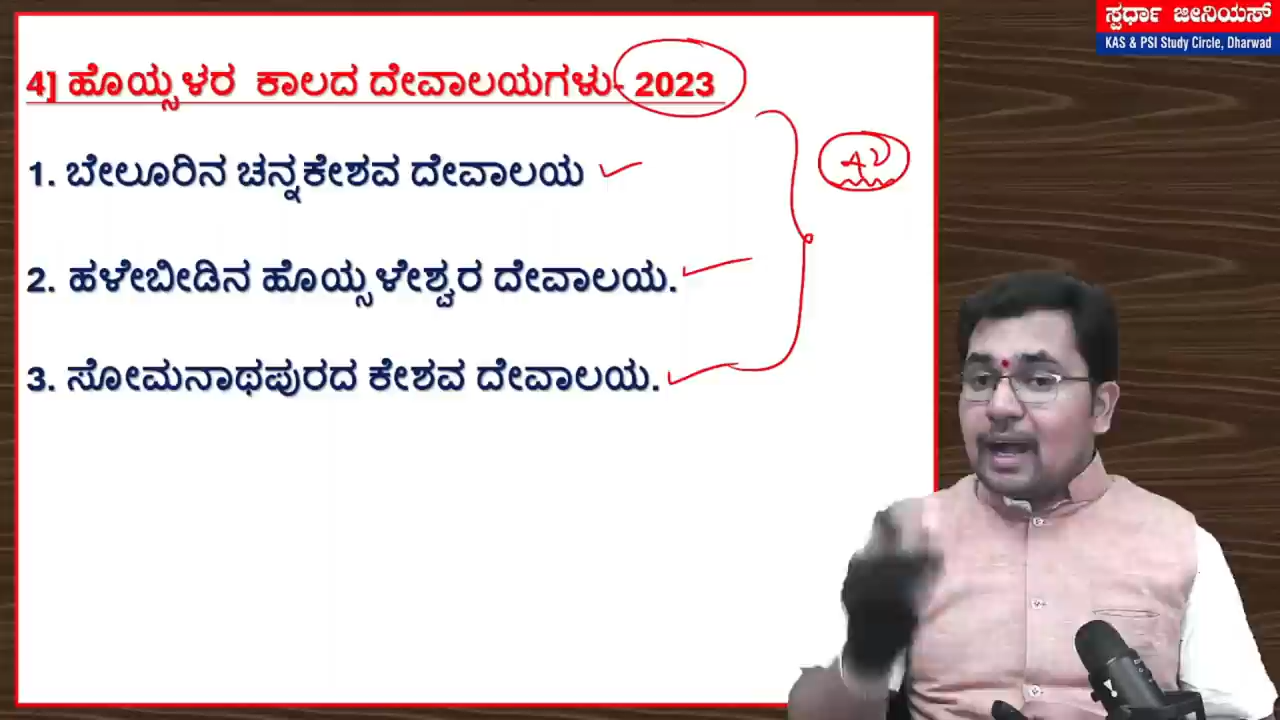 ಸ್ಪರ್ಧಾ ಜೀನಿಯಸ್
KAS & PSI Study Circle, Dharwad
4] ಹೊಯ್ಸಳರ ಕಾಲದ ದೇವಾಲಯಗಳು- 2023
1. ಬೇಲೂರಿನ ಚನ್ನಕೇಶವ ದೇವಾಲಯ
2. ಹಳೇಬೀಡಿನ ಹೊಯ್ಸಳೇಶ್ವರ ದೇವಾಲಯ.
3. ಸೋಮನಾಥಪುರದ ಕೇಶವ ದೇವಾಲಯ.